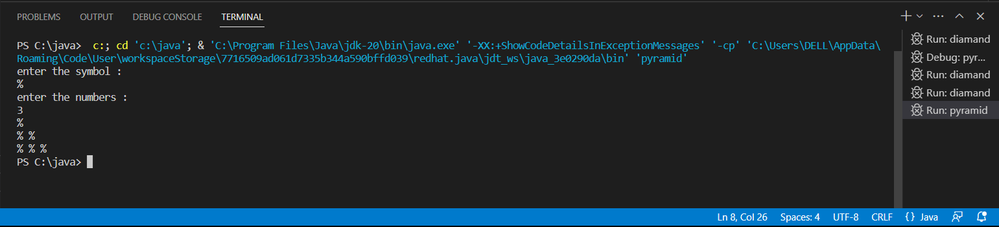 PROBLEMS OUTPUT DEBUG CONSOLE TERMINAL
PS C:\java>  c:; cd 'c:\java'; & 'C:\Program Files\Java\jdk-20\bin\java.exe' '-XX:+ShowCodeDetailsInExceptionMessages' '-cp' 'C:\Users\DELL\AppData\
Roaming\Code\User\workspaceStorage\7716509ad061d7335b344a590bffd039\redhat.java\jdt_ws\java_3e0290da\bin' 'pyramid'
enter the symbol :
%
enter the numbers :
3
%
% %
% % %
PS C:\java>
Run: diamand
Debug: pyr...
Run: diamand
Run: diamand
Run: pyramid
Ln 8, Col 26 Spaces: 4 UTF-8 CRLF {} Java